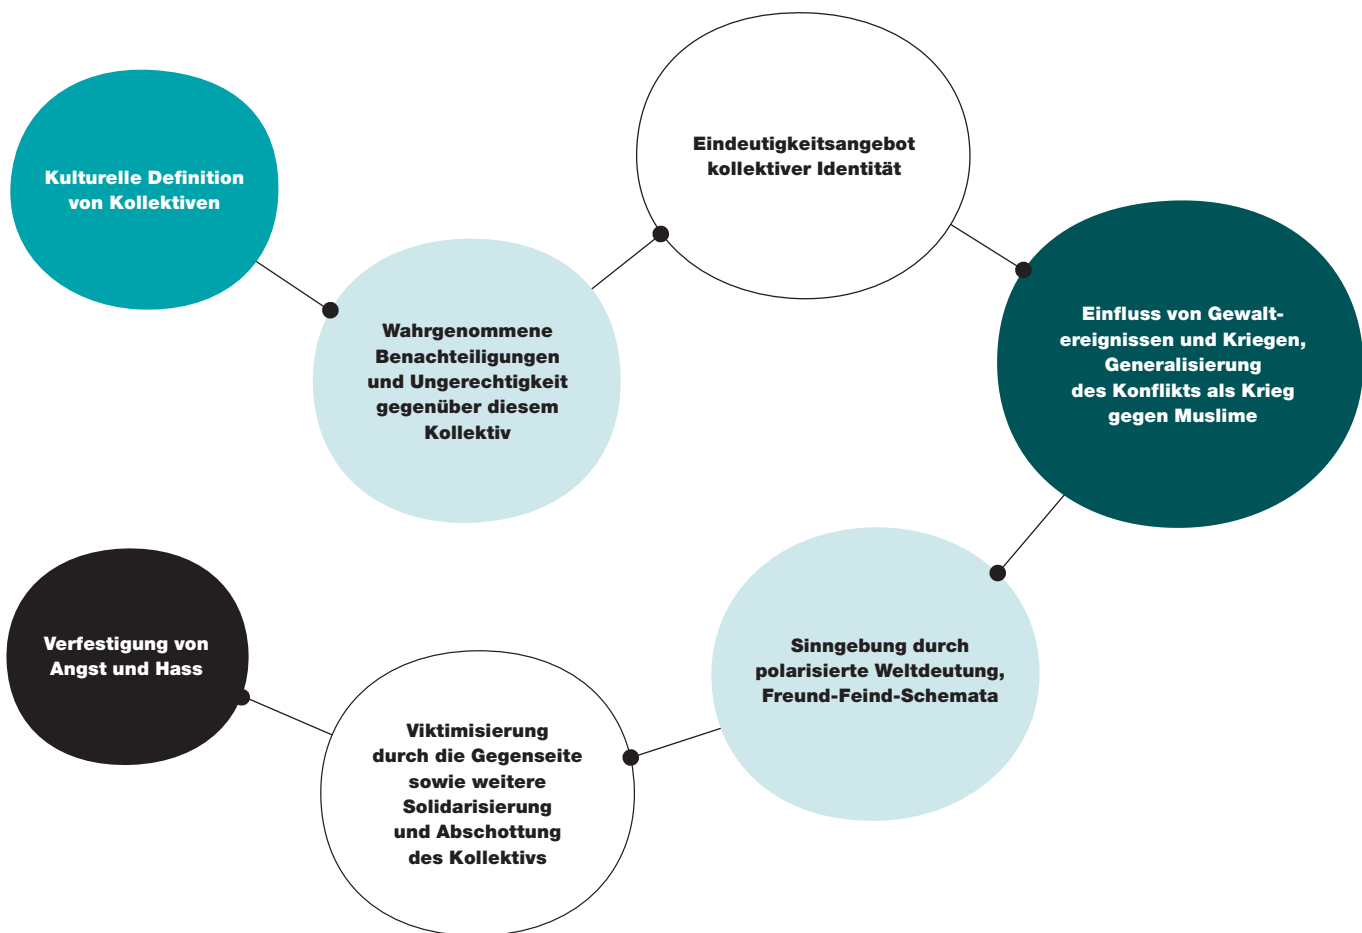 Kulturelle Definition
von Kollektiven
Wahrgenommene
Benachteiligungen
und Ungerechtigkeit
gegenüber diesem
Kollektiv
Eindeutigkeitsangebot
kollektiver Identität
Einfluss von Gewalt-
ereignissen und Kriegen,
Generalisierung
des Konflikts als Krieg
gegen Muslime
Sinngebung durch
polarisierte Weltdeutung,
Freund-Feind-Schemata
Viktimisierung
durch die Gegenseite
sowie weitere
Solidarisierung
und Abschottung
des Kollektivs
Verfestigung von
Angst und Hass